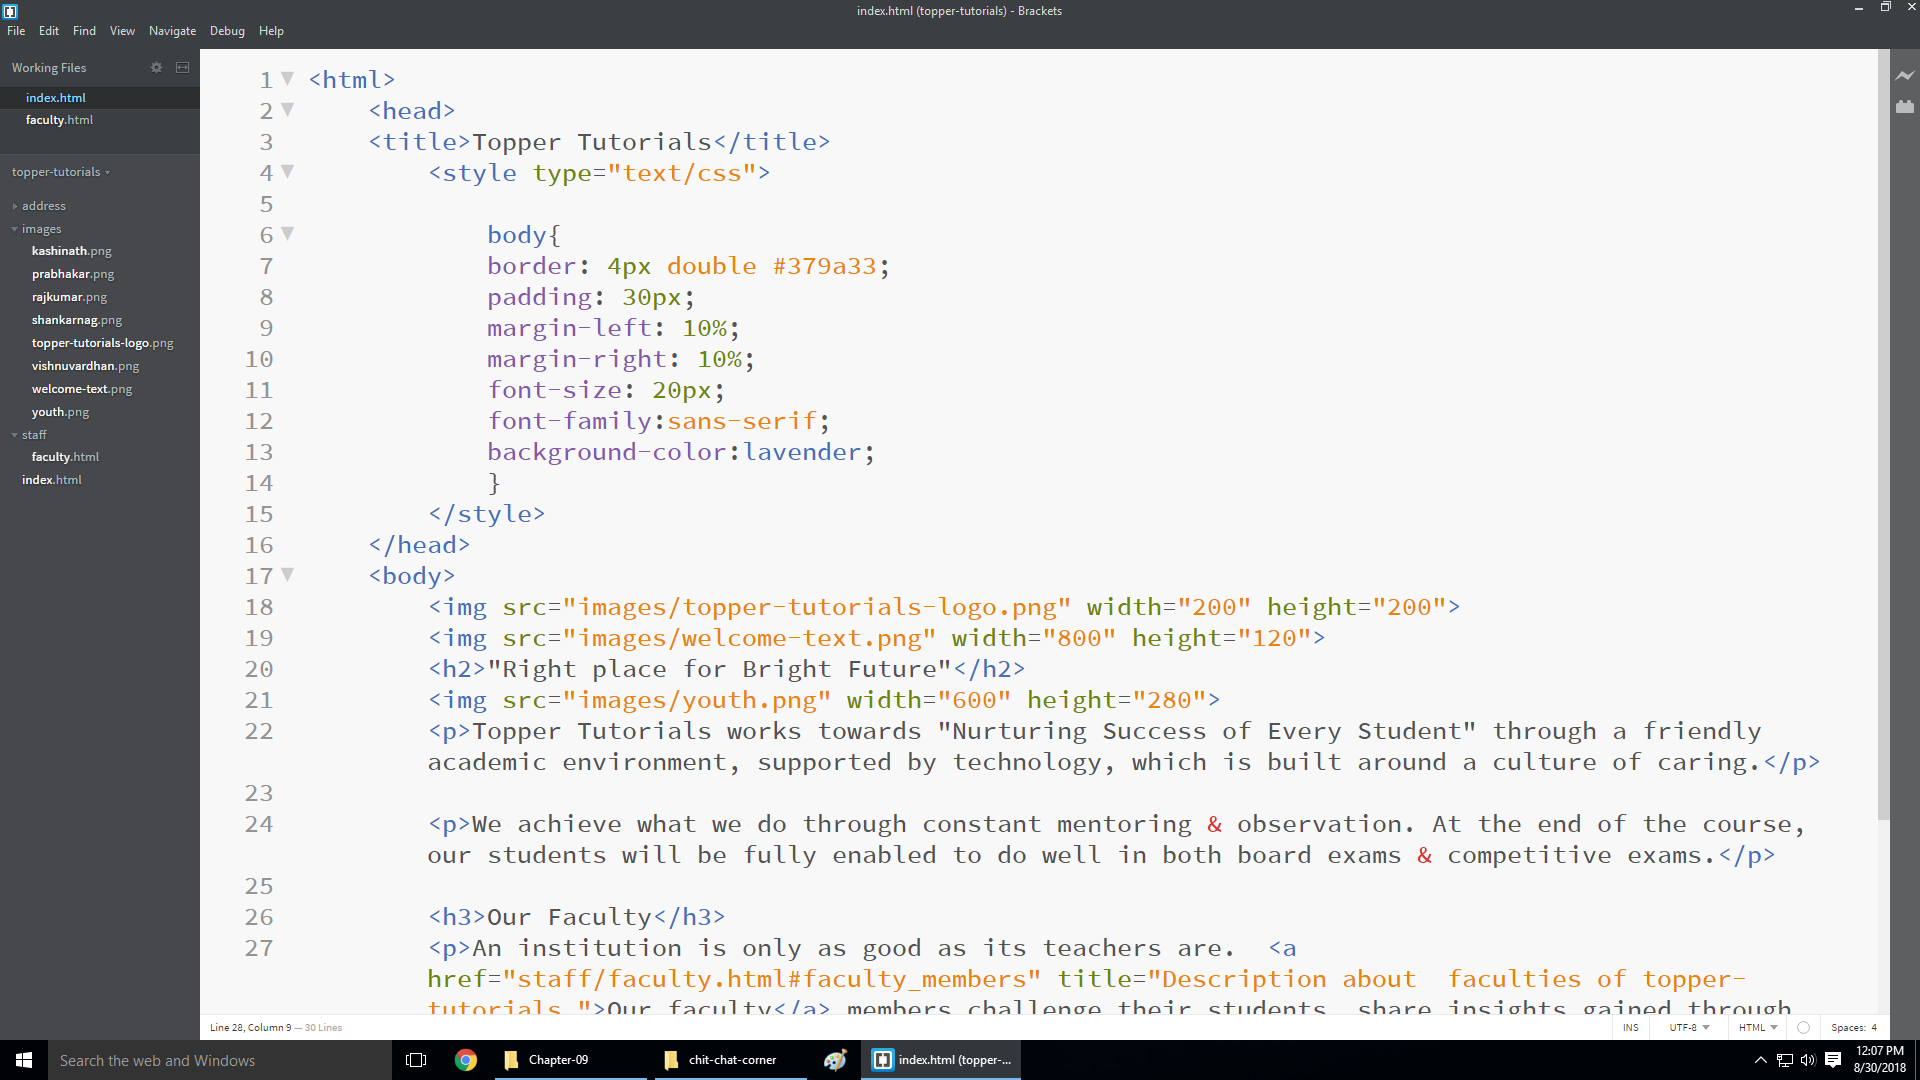 index.html (topper-tutorials) - Brackets
File Edit Find View Navigate Debug Help
Working Files
index.html
faculty.html
topper-tutorials
address
images
kashinath.png
prabhakar.png
rajkumar.png
shankarnag.png
topper-tutorials-logo.png
vishnuvardhan.png
welcome-text.png
youth.png
staff
faculty.html
index.html
1 <html>
2 <head>
3 <title>Topper Tutorials</title>
4 <style type="text/css">
5
6 body{
7 border: 4px double #379a33;
8 padding: 30px;
9 margin-left: 10%;
10 margin-right: 10%;
11 font-size: 20px;
12 font-family:sans-serif;
13 background-color:lavender;
14 }
15 </style>
16 </head>
17 <body>
18 <img src="images/topper-tutorials-logo.png" width="200" height="200">
19 <img src="images/welcome-text.png" width="800" height="120">
20 <h2>"Right place for Bright Future"</h2>
21 <img src="images/youth.png" width="600" height="280">
22 <p>Topper Tutorials works towards "Nurturing Success of Every Student" through a friendly
academic environment, supported by technology, which is built around a culture of caring.</p>
23
24 <p>We achieve what we do through constant mentoring & observation. At the end of the course,
our students will be fully enabled to do well in both board exams & competitive exams.</p>
25
26 <h3>Our Faculty</h3>
27 <p>An institution is only as good as its teachers are.  <a
href="staff/faculty.html#faculty_members" title="Description about  faculties of topper-
tutorials ">Our faculty</a> members challenge their students, share insights gained through
Line 28, Column 9 — 30 Lines
INS UTF-8 HTML Spaces: 4
Search the web and Windows
Chapter-09
chit-chat-corner
index.html (topper-...
12:07 PM
8/30/2018